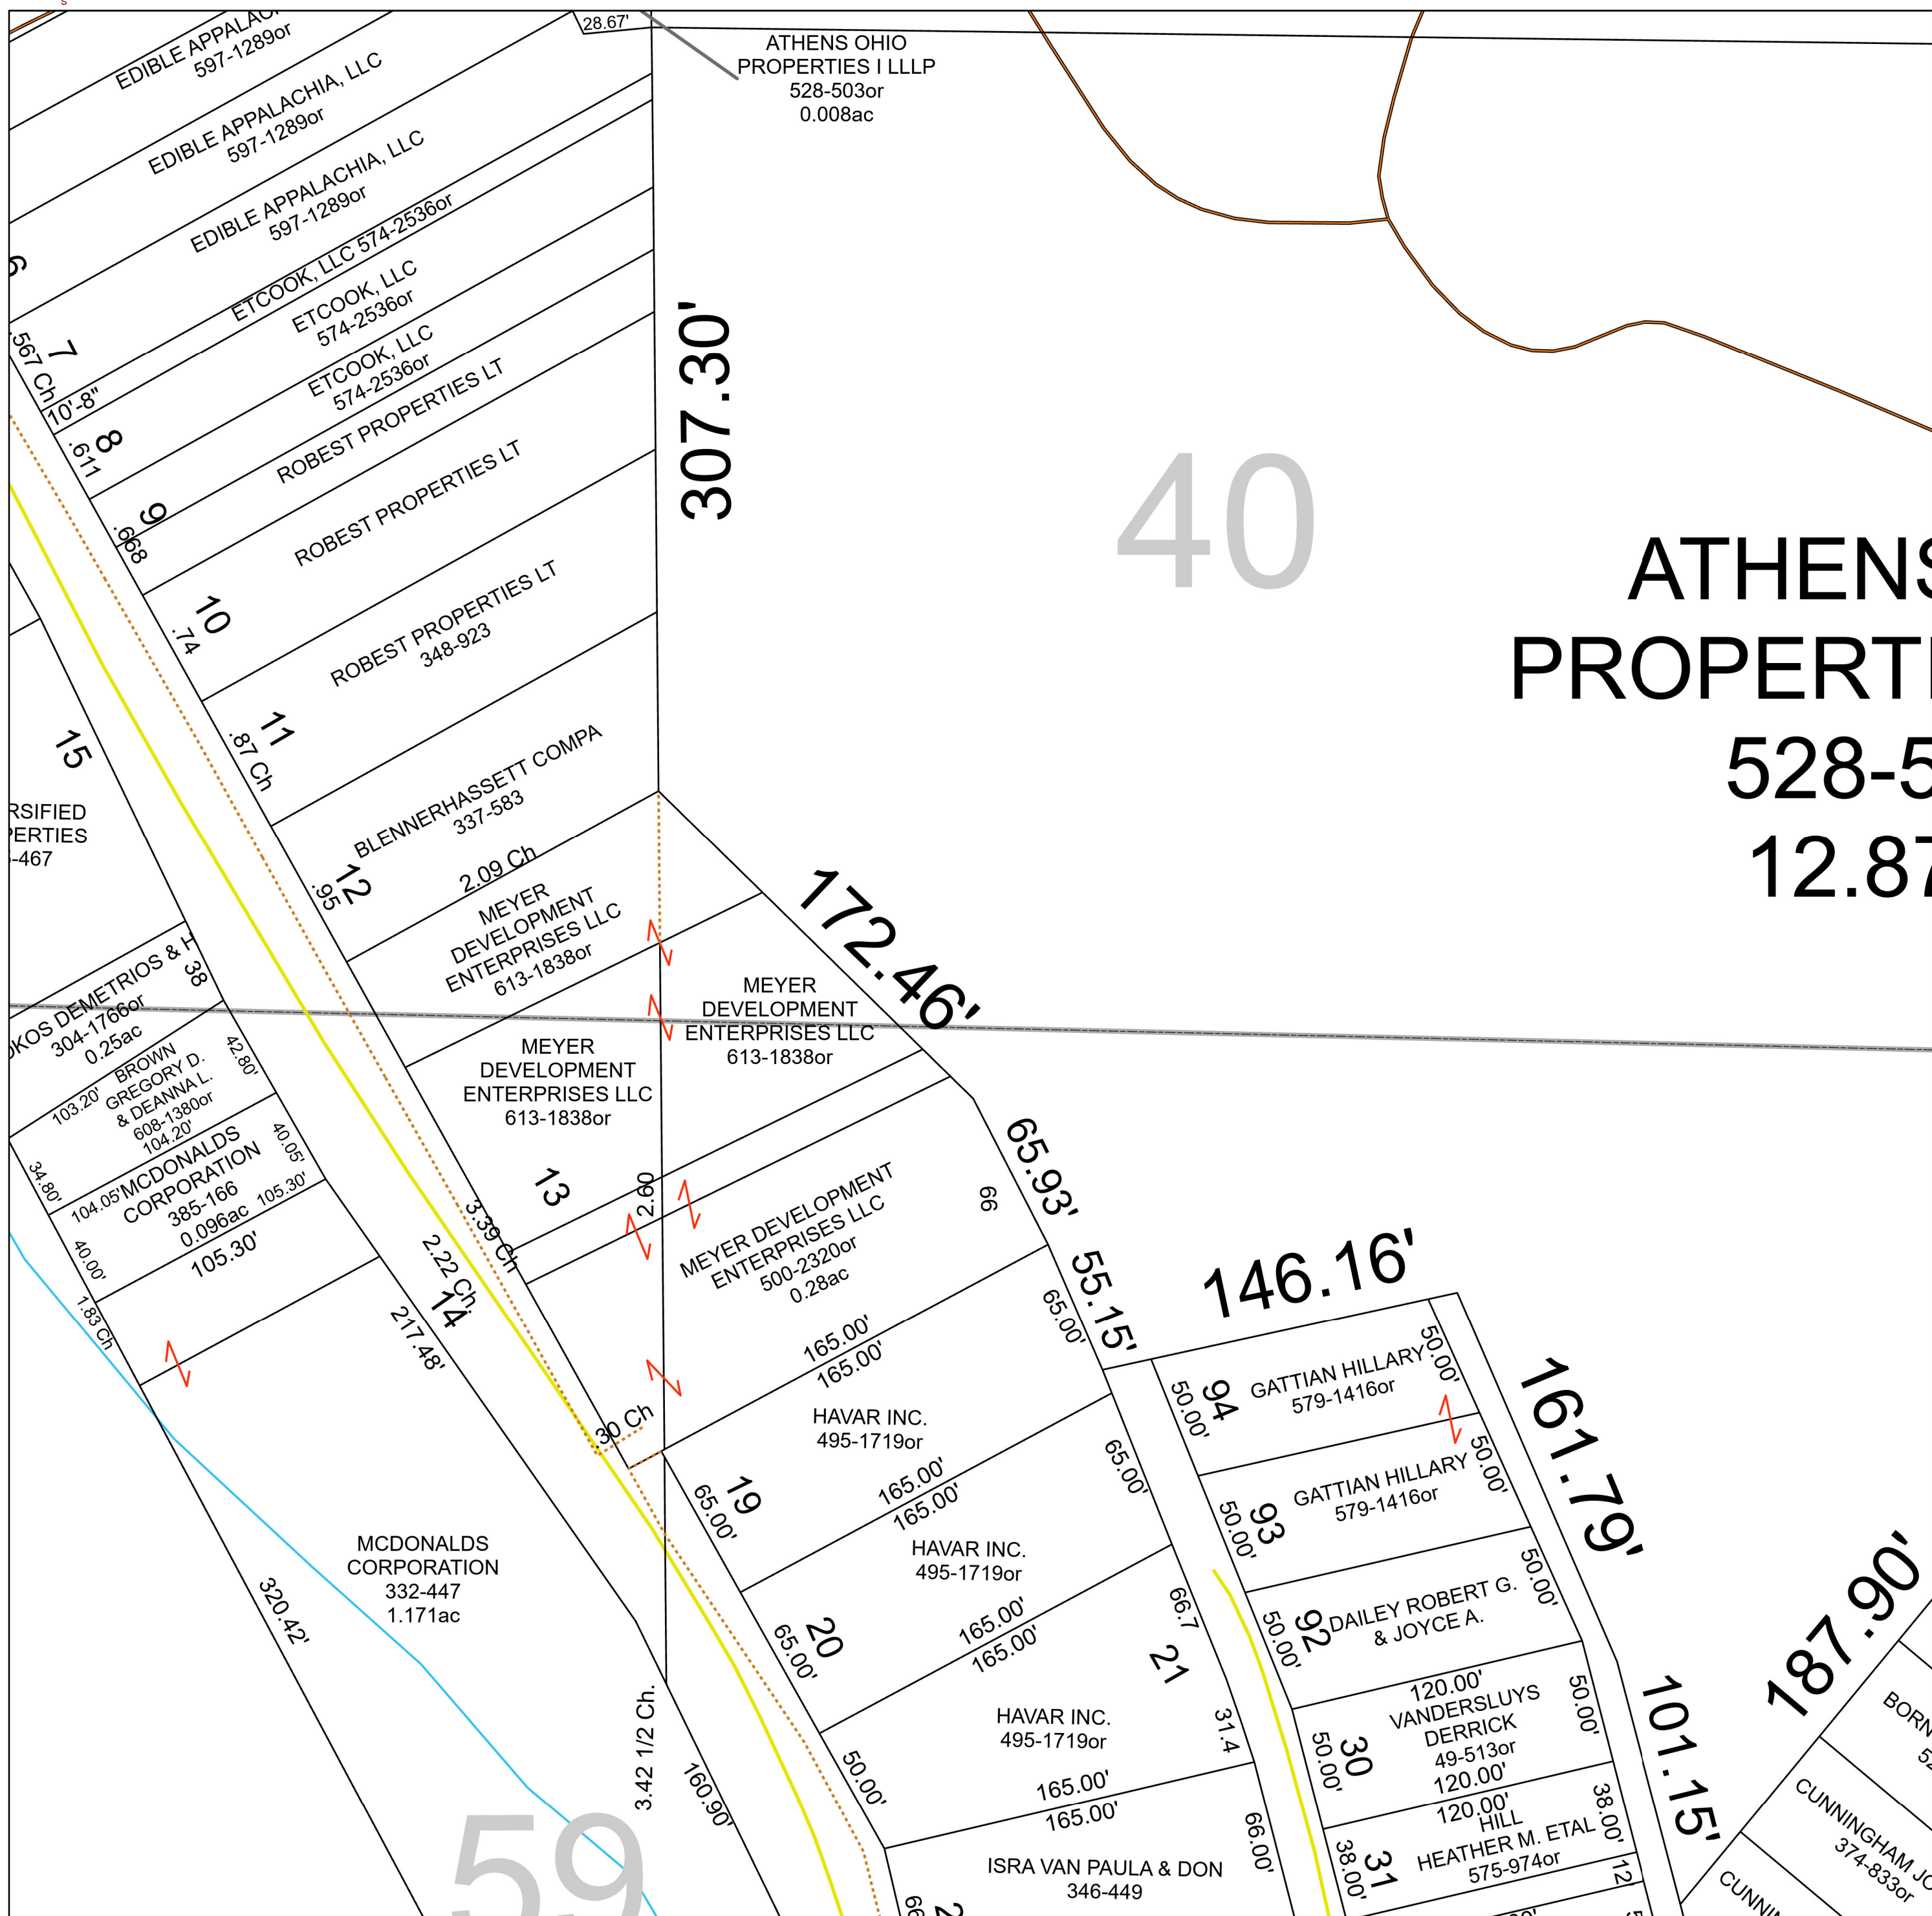 28.67'
ATHENS OHIO
PROPERTIES I LLLP
528-503or
0.008ac
597-1289or
EDIBLE APPALACHIA, LLC
597-1289or
EDIBLE APPALACHIA, LLC
597-1289or
ETCOOK, LLC 574-2536or
ETCOOK, LLC
574-2536or
ETCOOK, LLC
574-2536or
ROBEST PROPERTIES LT
ROBEST PROPERTIES LT
ROBEST PROPERTIES LT
348-923
BLENNERHASSETT COMPA
337-583
2.09 Ch
6
7
.567 Ch
10'-8"
8
.611
9
.668
10
.74
11
.87 Ch
12
.95
307.30'
40
ATHENS
PROPERTI
528-5
12.87
172.46'
MEYER
DEVELOPMENT
ENTERPRISES LLC
613-1838or
MEYER
DEVELOPMENT
ENTERPRISES LLC
613-1838or
MEYER
DEVELOPMENT
ENTERPRISES LLC
613-1838or
13
3.39 Ch
2.60
MEYER DEVELOPMENT
ENTERPRISES LLC
500-2320or
0.28ac
66
65.93'
55.15'
15
RSIFIED
PERTIES
-467
OKOS DEMETRIOS & H
304-1766or
0.25ac
38
103.20'
BROWN
GREGORY D.
& DEANNA L.
608-1380or
104.20'
42.80'
34.80'
104.05'
MCDONALDS
CORPORATION
385-166
0.096ac
105.30'
40.05'
40.00'
105.30'
1.83 Ch
2.22 Ch.
14
217.48'
.30 Ch
MCDONALDS
CORPORATION
332-447
1.171ac
320.42'
3.42 1/2 Ch.
160.90'
59
165.00'
165.00'
65.00'
HAVAR INC.
495-1719or
19
65.00'
65.00'
165.00'
165.00'
HAVAR INC.
495-1719or
20
65.00'
66.7
165.00'
165.00'
21
HAVAR INC.
495-1719or
31.4
50.00'
165.00'
165.00'
66.00'
ISRA VAN PAULA & DON
346-449
146.16'
161.79'
101.15'
187.90'
94
50.00'
GATTIAN HILLARY
579-1416or
50.00'
93
50.00'
GATTIAN HILLARY
579-1416or
50.00'
92
50.00'
DAILEY ROBERT G.
& JOYCE A.
50.00'
120.00'
30
50.00'
VANDERSLUYS
DERRICK
49-513or
50.00'
120.00'
120.00'
31
38.00'
HILL
HEATHER M. ETAL
575-974or
38.00'
12
BORN
CUNNINGHAM JO
374-833or
CUNNIN